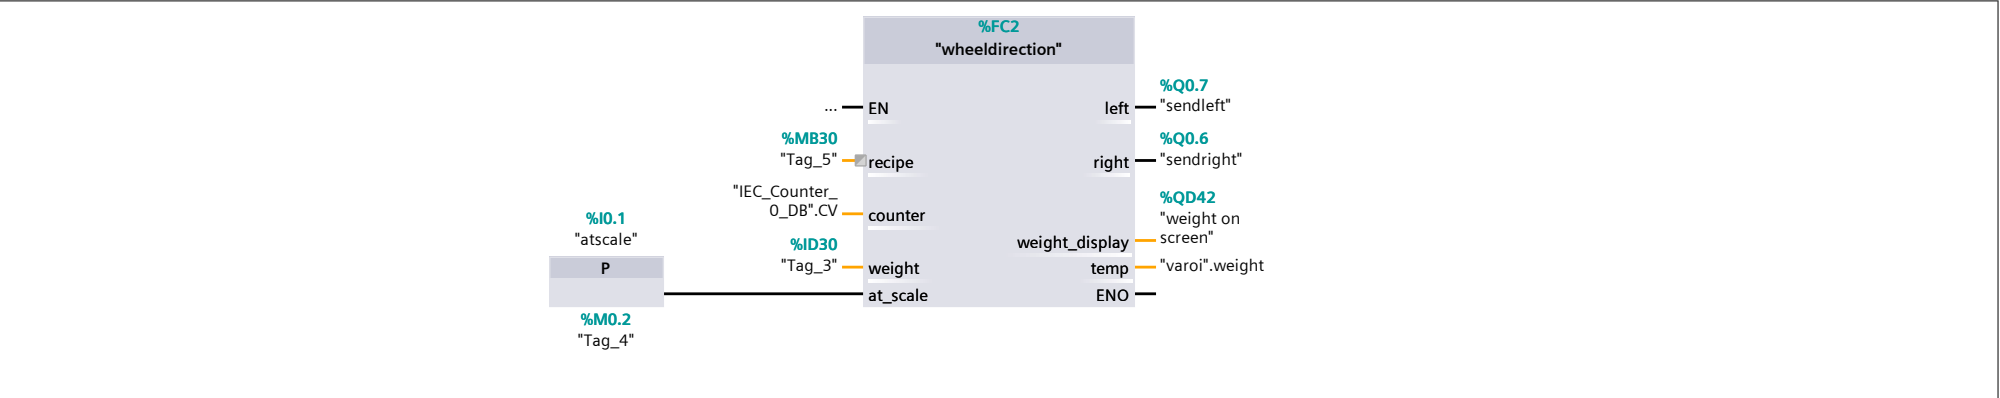 %FC2
"wheeldirection"
%Q0.7
... EN left "sendleft"
%MB30 %Q0.6
"Tag_5" recipe right "sendright"
"IEC_Counter_
0_DB".CV counter
%QD42
"weight on
screen"
weight_display
%I0.1
"atscale"
P
%M0.2
"Tag_4"
%ID30
"Tag_3" weight temp "varoi".weight
at_scale ENO